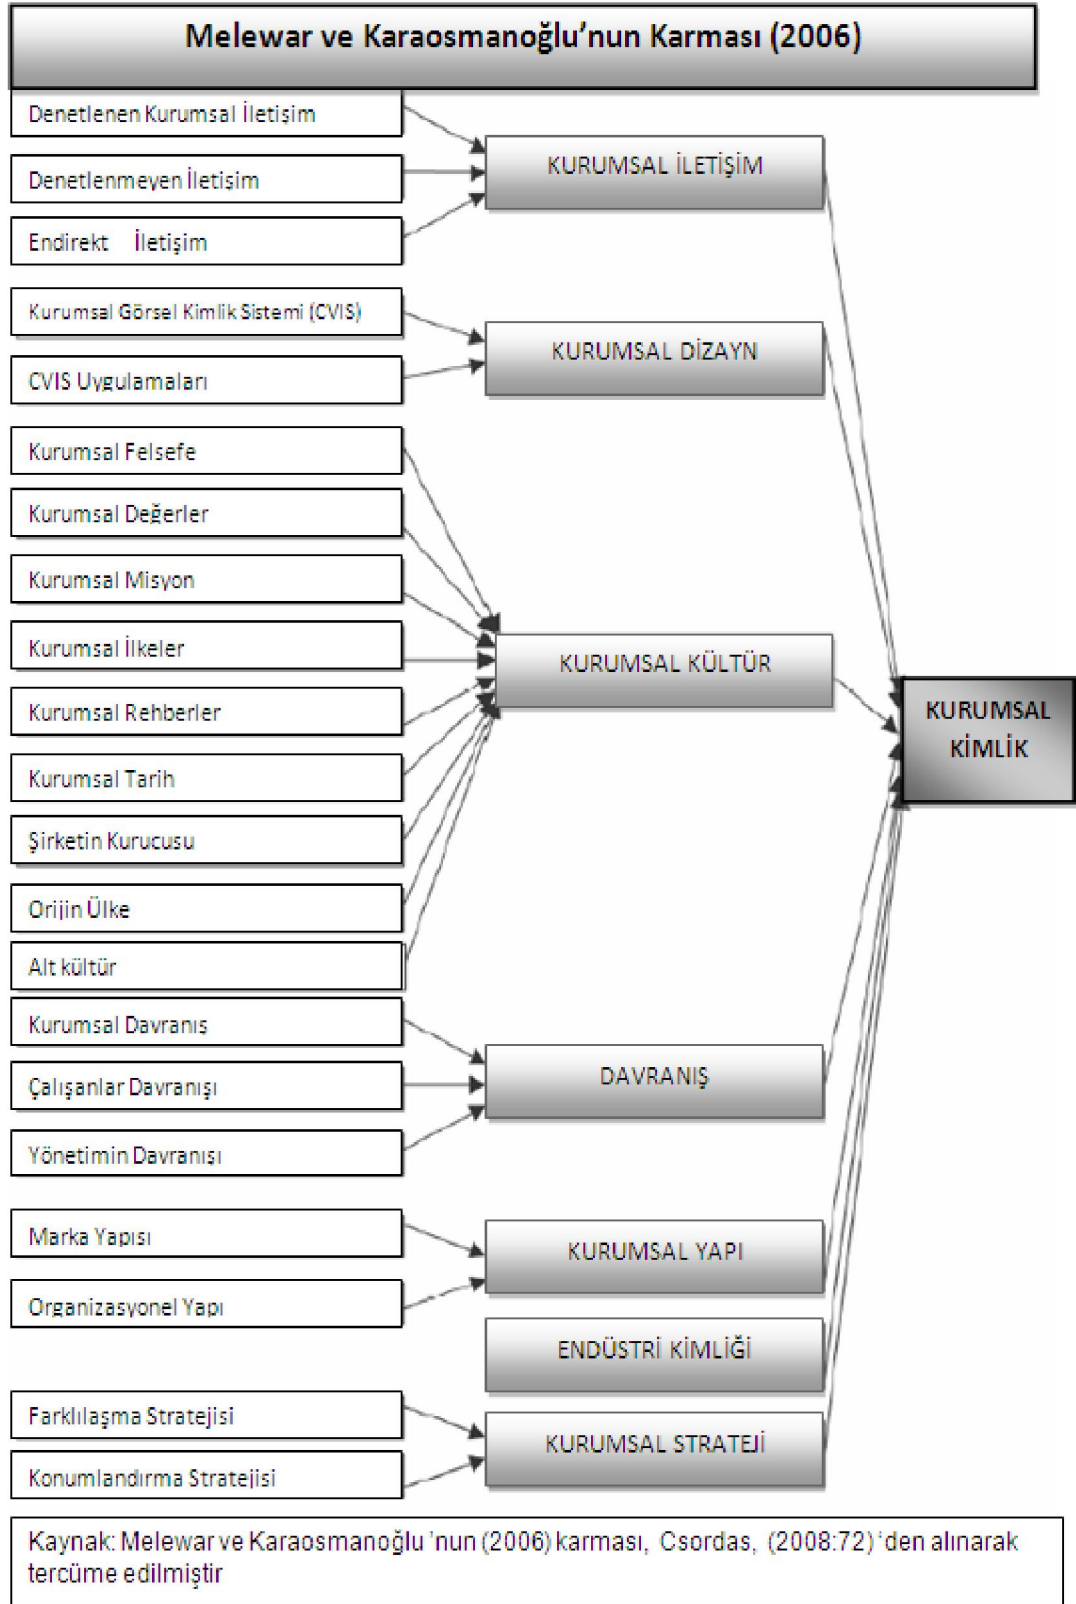 Melewar ve Karaosmanoğlu'nun Karması (2006)
Denetlenen Kurumsal İletişim
Denetlenmeyen İletişim
Endirekt İletişim
KURUMSAL İLETİŞİM
Kurumsal Görsel Kimlik Sistemi (CVIS)
CVIS Uygulamaları
KURUMSAL DİZAYN
Kurumsal Felsefe
Kurumsal Değerler
Kurumsal Misyon
Kurumsal İlkeler
Kurumsal Rehberler
Kurumsal Tarih
Şirketin Kurucusu
Orijin Ülke
Alt kültür
KURUMSAL KÜLTÜR
KURUMSAL
KİMLİK
Kurumsal Davranış
Çalışanlar Davranışı
Yönetimin Davranışı
DAVRANIŞ
Marka Yapısı
Organizasyonel Yapı
KURUMSAL YAPI
ENDÜSTRİ KİMLİĞİ
Farklılaşma Stratejisi
Konumlandırma Stratejisi
KURUMSAL STRATEJİ
Kaynak: Melewar ve Karaosmanoğlu 'nun (2006) karması, Csordas, (2008:72) 'den alınarak
tercüme edilmiştir